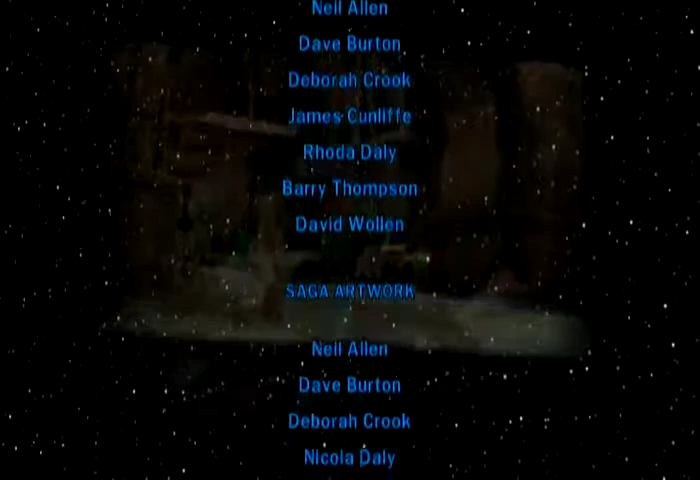 Neil Allen
Dave Burton
Deborah Crook
James Cunliffe
Rhoda Daly
Barry Thompson
David Wollen
SAGA ARTWORK
Neil Allen
Dave Burton
Deborah Crook
Nicola Daly